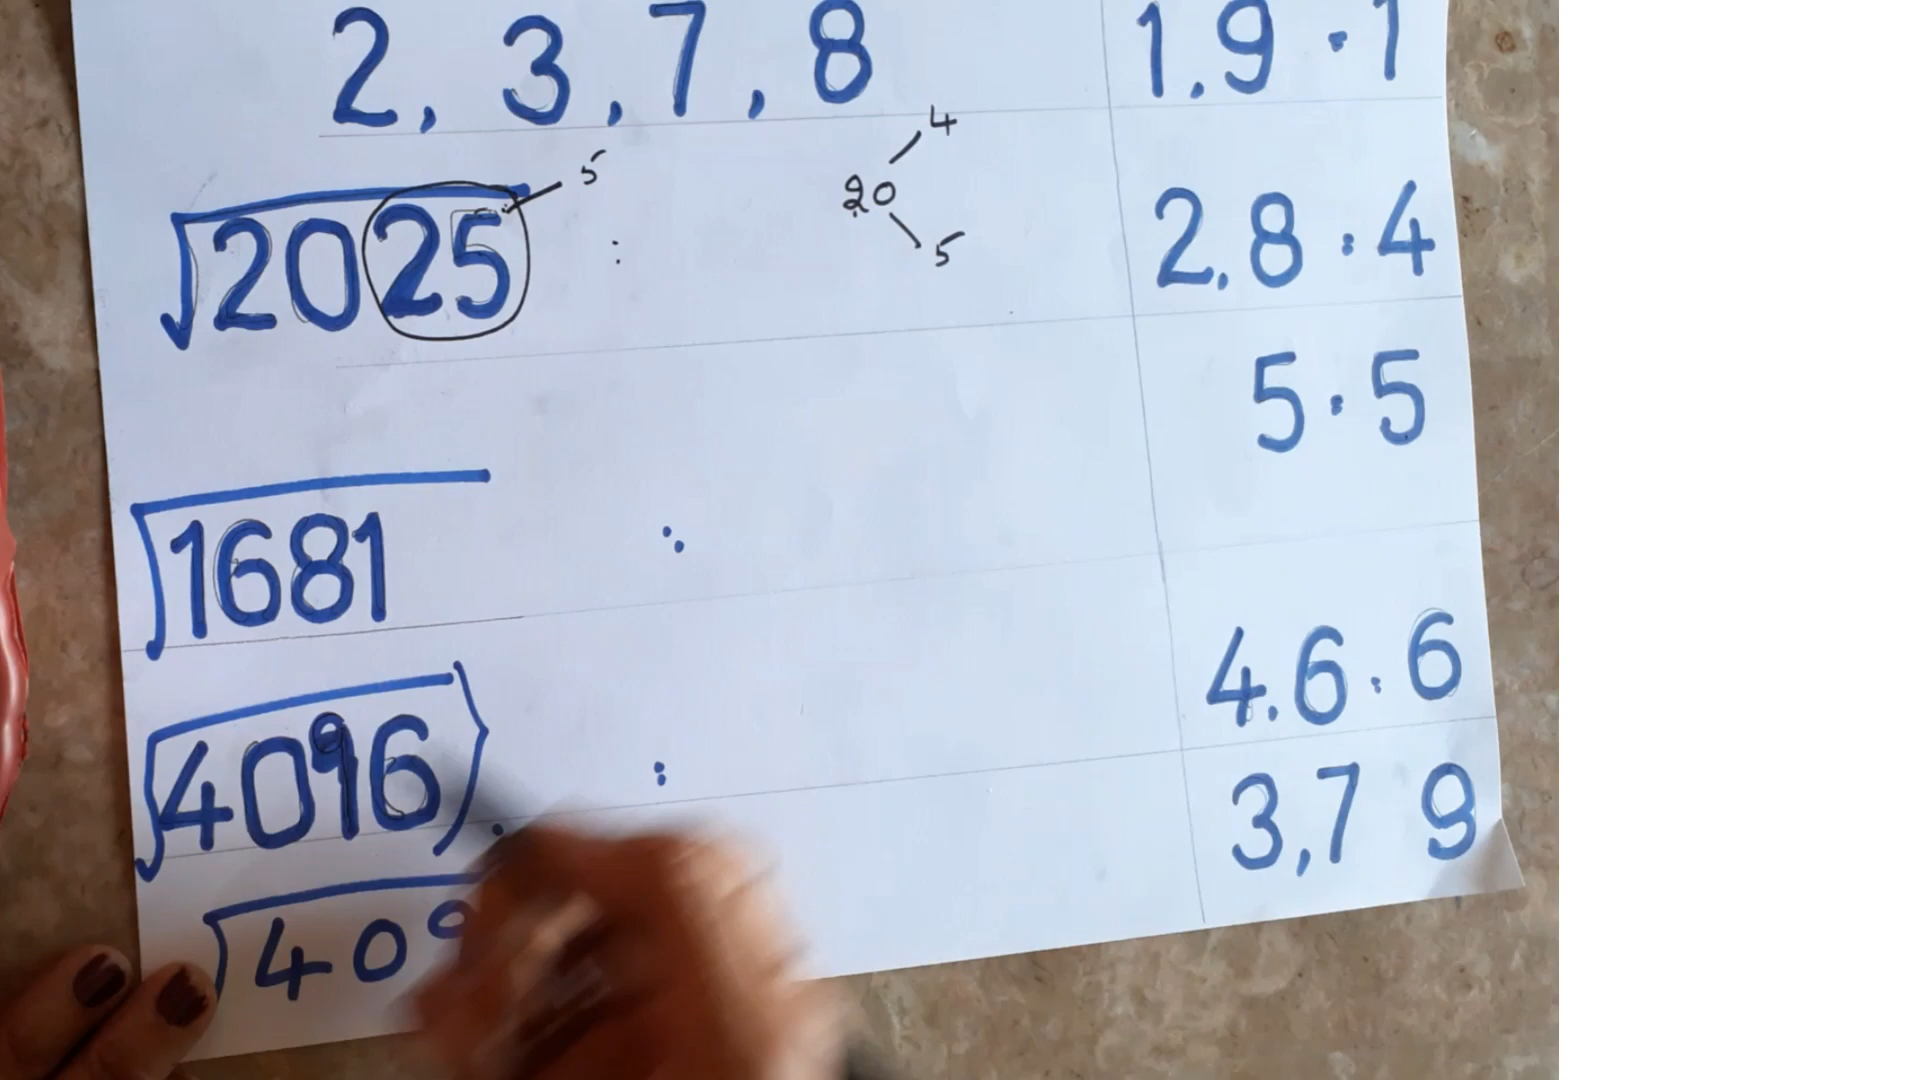 2, 3, 7, 8
1.9 : 1
4
5
√2025 :
20
5
2.8 : 4
5 : 5
√1681 :
4.6 : 6
√4096 :
3,7 9
√40